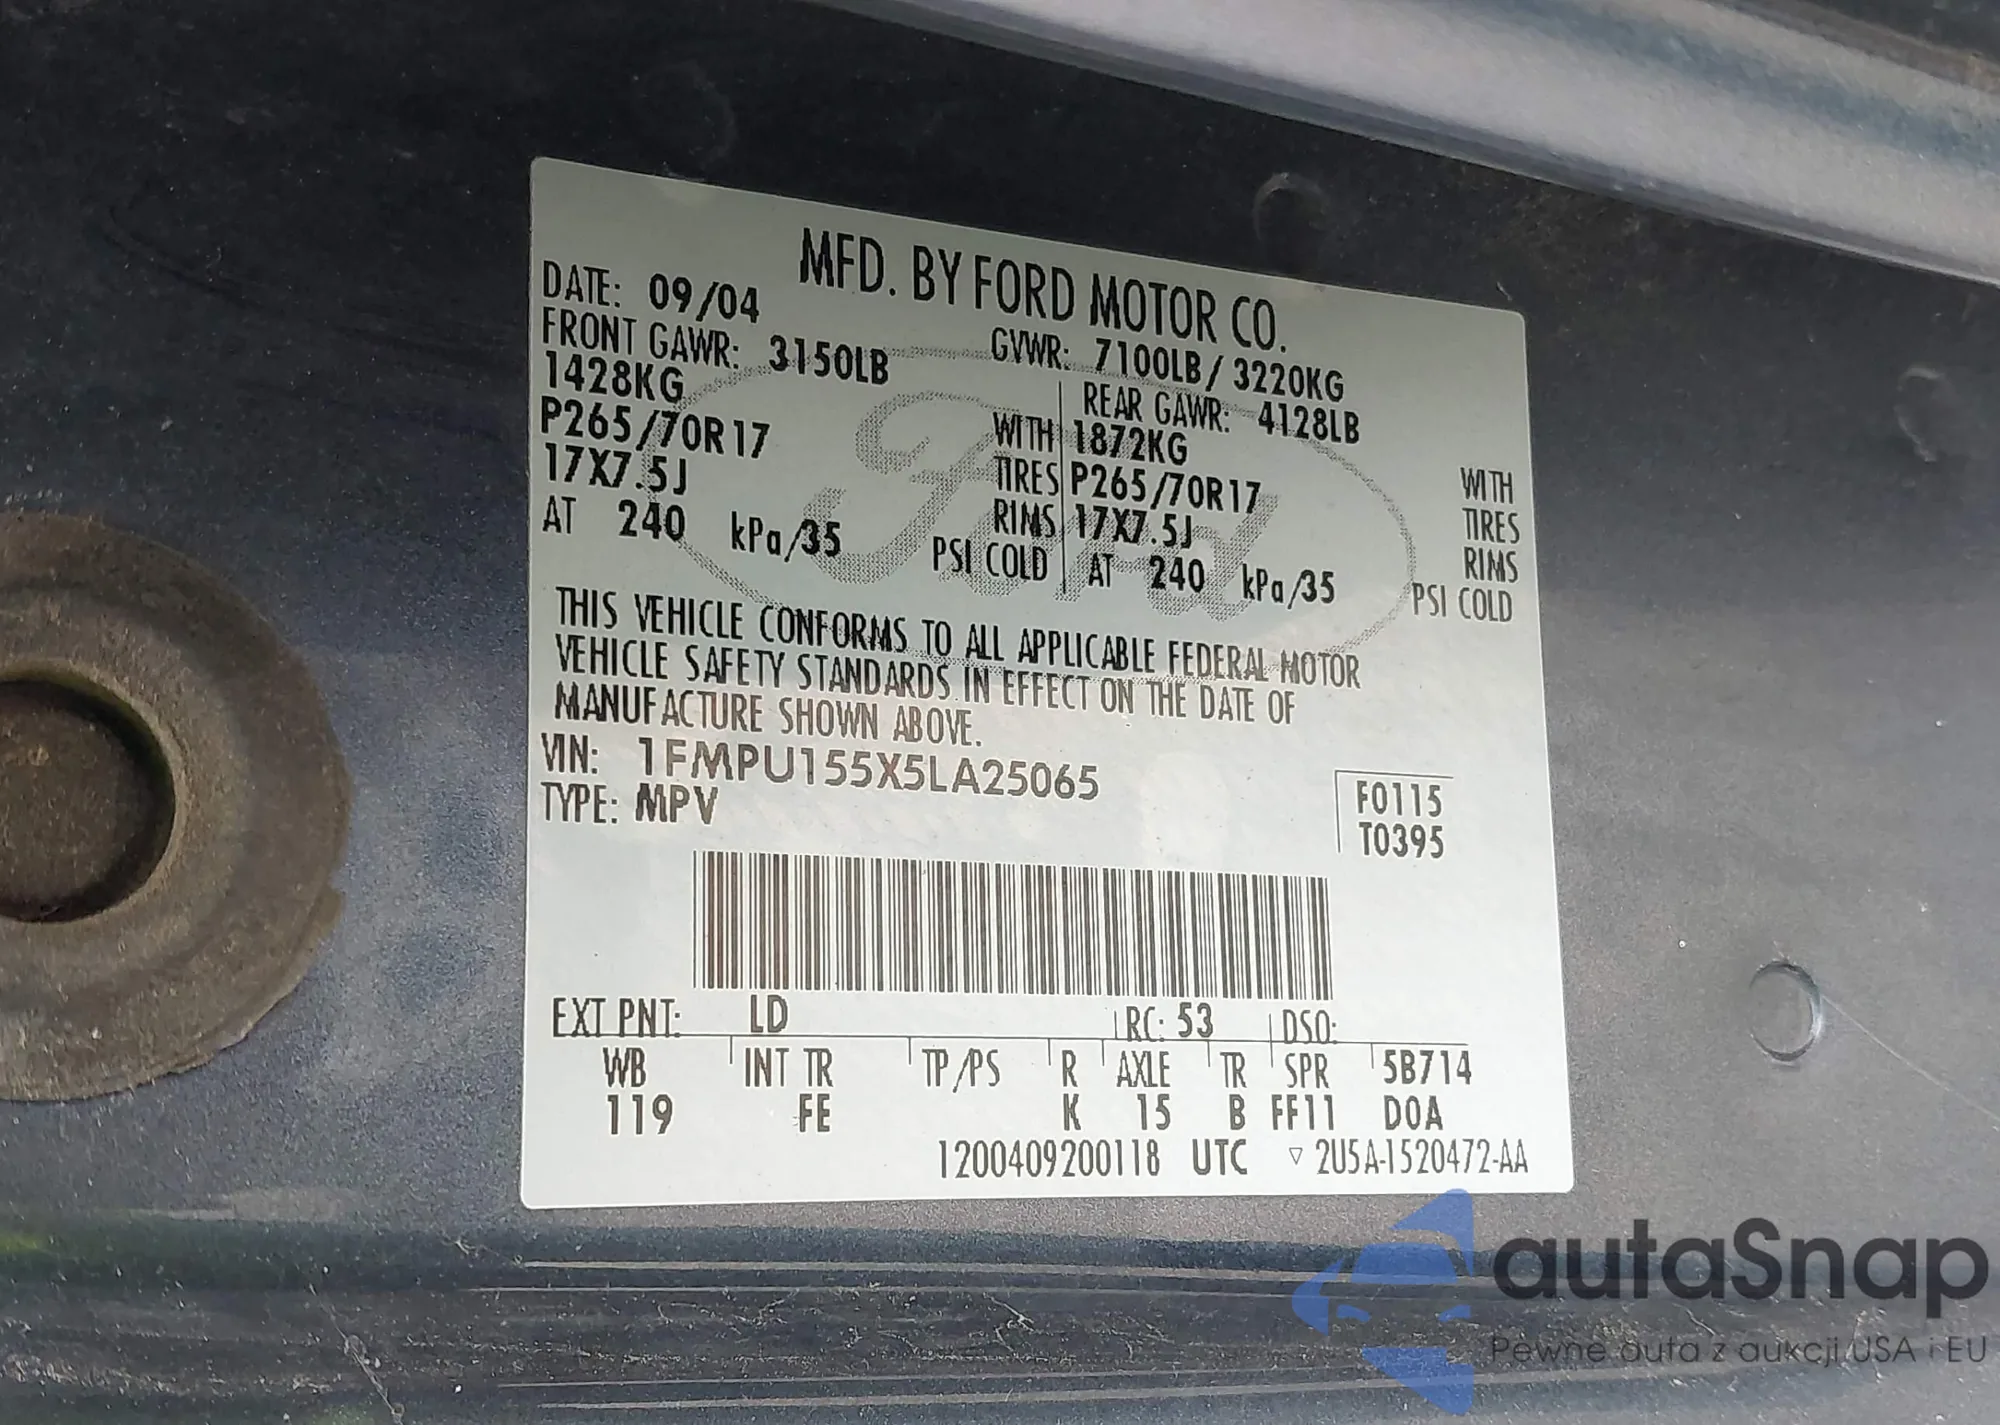 MFD. BY FORD MOTOR CO.
DATE: 09/04
GVWR: 7100LB / 3220KG
FRONT GAWR: 3150LB
REAR GAWR: 4128LB
1428KG WITH 1872KG WITH
P265/70R17 TIRES P265/70R17 TIRES
17X7.5J RIMS 17X7.5J RIMS
AT 240 kPa/35 PSI COLD AT 240 kPa/35 PSI COLD
THIS VEHICLE CONFORMS TO ALL APPLICABLE FEDERAL MOTOR
VEHICLE SAFETY STANDARDS IN EFFECT ON THE DATE OF
MANUFACTURE SHOWN ABOVE.
VIN: 1FMPU155X5LA25065
TYPE: MPV
F0115
T0395
EXT PNT: LD RC: 53 DSO:
WB INT TR TP/PS R AXLE TR SPR 5B714
119 FE K 15 B FF11 D0A
1200409200118 UTC ▽ 2U5A-1520472-AA
Ford
autaSnap
Pewne auta z aukcji USA i EU